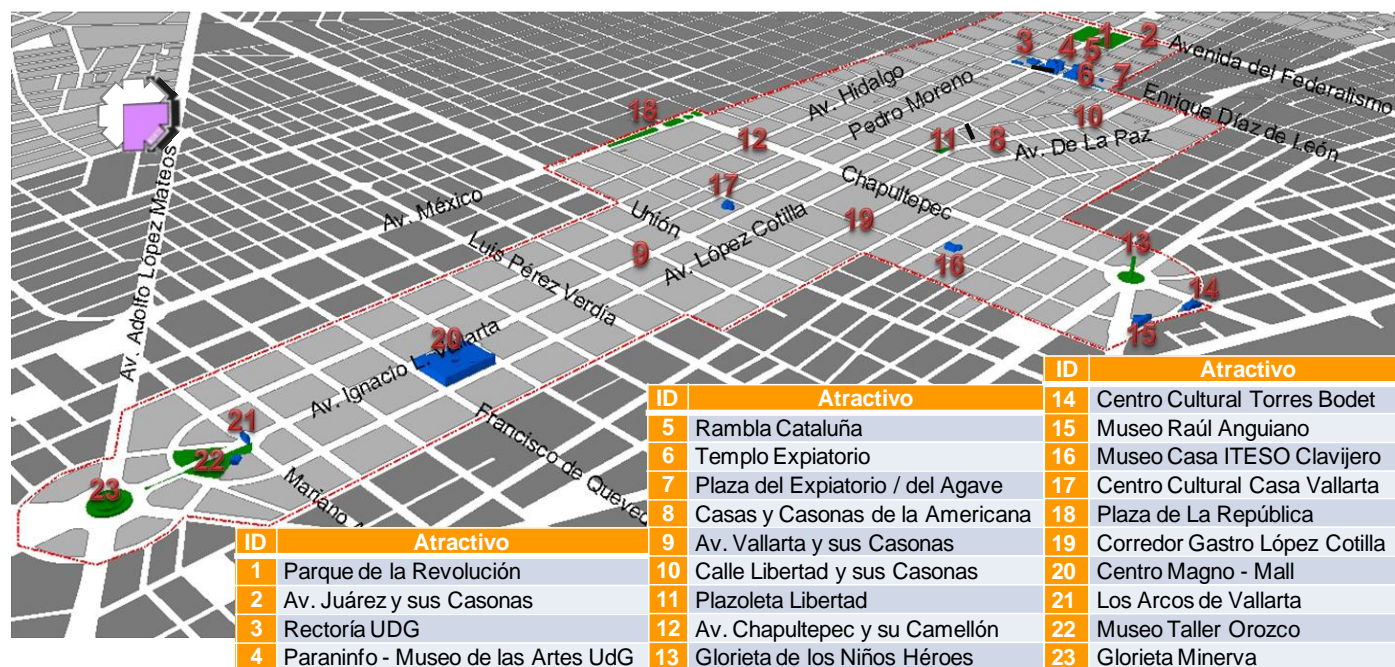 1
2
Avenida del Federalismo
3
4
5
6
7
Enrique Díaz de León
Av. Hidalgo
Pedro Moreno
10
18
12
11
8
Av. De La Paz
Chapultepec
17
Av. México
Unión
Av. López Cotilla
19
Av. Adolfo Lopez Mateos
Luis Pérez Verdia
9
16
13
14
15
20
Av. Ignacio L. Vallarta
Francisco de Queve
21
22
Mariano
23
ID Atractivo
1 Parque de la Revolución
2 Av. Juárez y sus Casonas
3 Rectoría UDG
4 Paraninfo - Museo de las Artes UdG
ID Atractivo
5 Rambla Cataluña
6 Templo Expiatorio
7 Plaza del Expiatorio / del Agave
8 Casas y Casonas de la Americana
9 Av. Vallarta y sus Casonas
10 Calle Libertad y sus Casonas
11 Plazoleta Libertad
12 Av. Chapultepec y su Camellón
13 Glorieta de los Niños Héroes
ID Atractivo
14 Centro Cultural Torres Bodet
15 Museo Raúl Anguiano
16 Museo Casa ITESO Clavijero
17 Centro Cultural Casa Vallarta
18 Plaza de La República
19 Corredor Gastro López Cotilla
20 Centro Magno - Mall
21 Los Arcos de Vallarta
22 Museo Taller Orozco
23 Glorieta Minerva